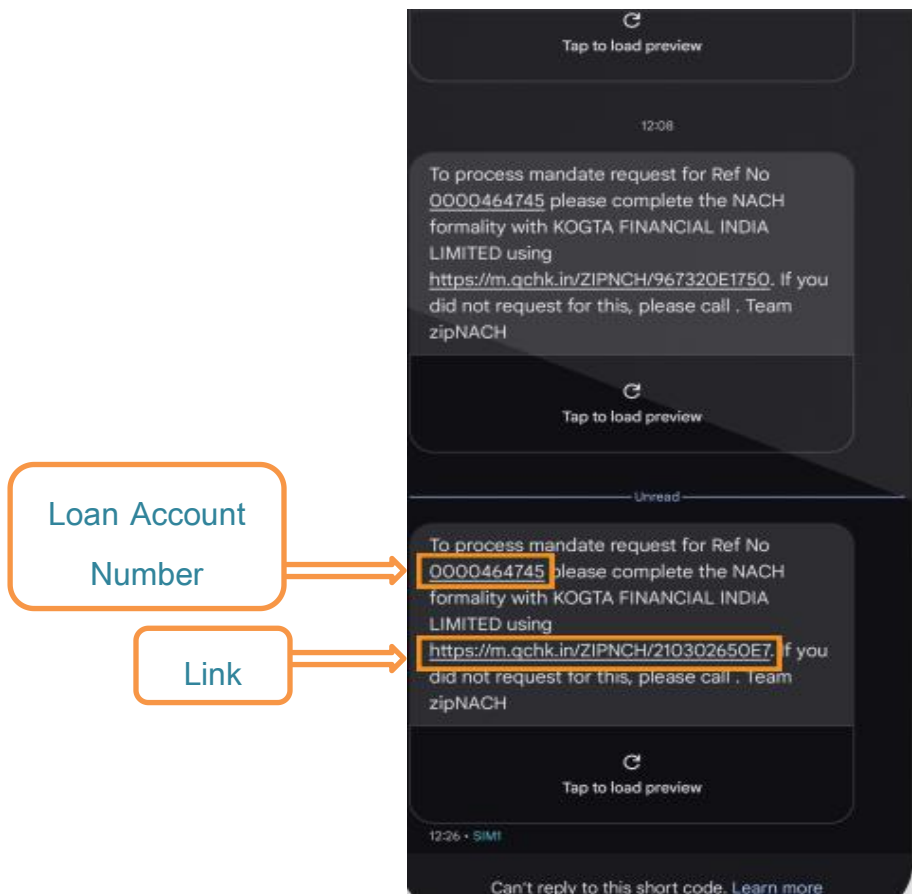 Tap to load preview
12:08
To process mandate request for Ref No
0000464745 please complete the NACH
formality with KOGTA FINANCIAL INDIA
LIMITED using
https://m.qchk.in/ZIPNCH/967320E1750. If you
did not request for this, please call . Team
zipNACH
Tap to load preview
Unread
Loan Account
Number
To process mandate request for Ref No
0000464745 please complete the NACH
formality with KOGTA FINANCIAL INDIA
LIMITED using
Link
https://m.qchk.in/ZIPNCH/210302650E7. If you
did not request for this, please call . Team
zipNACH
Tap to load preview
12:26 • SIM1
Can't reply to this short code. Learn more